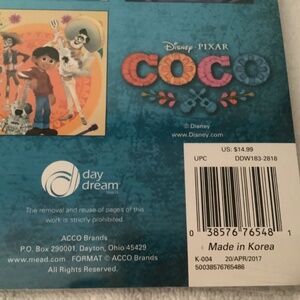 Disney PIXAR
COCO
© Disney
www.Disney.com
US: $14.99
UPC DDW183-2818
day
dream
The removal and reuse of pages of this
work is strictly prohibited.
ACCO Brands
P.O. Box 290001, Dayton, Ohio 45429
www.mead.com FORMAT © ACCO Brands
All Rights Reserved.
0 38576 76548 1
Made in Korea
K-004 20/APR/2017
50038576765486